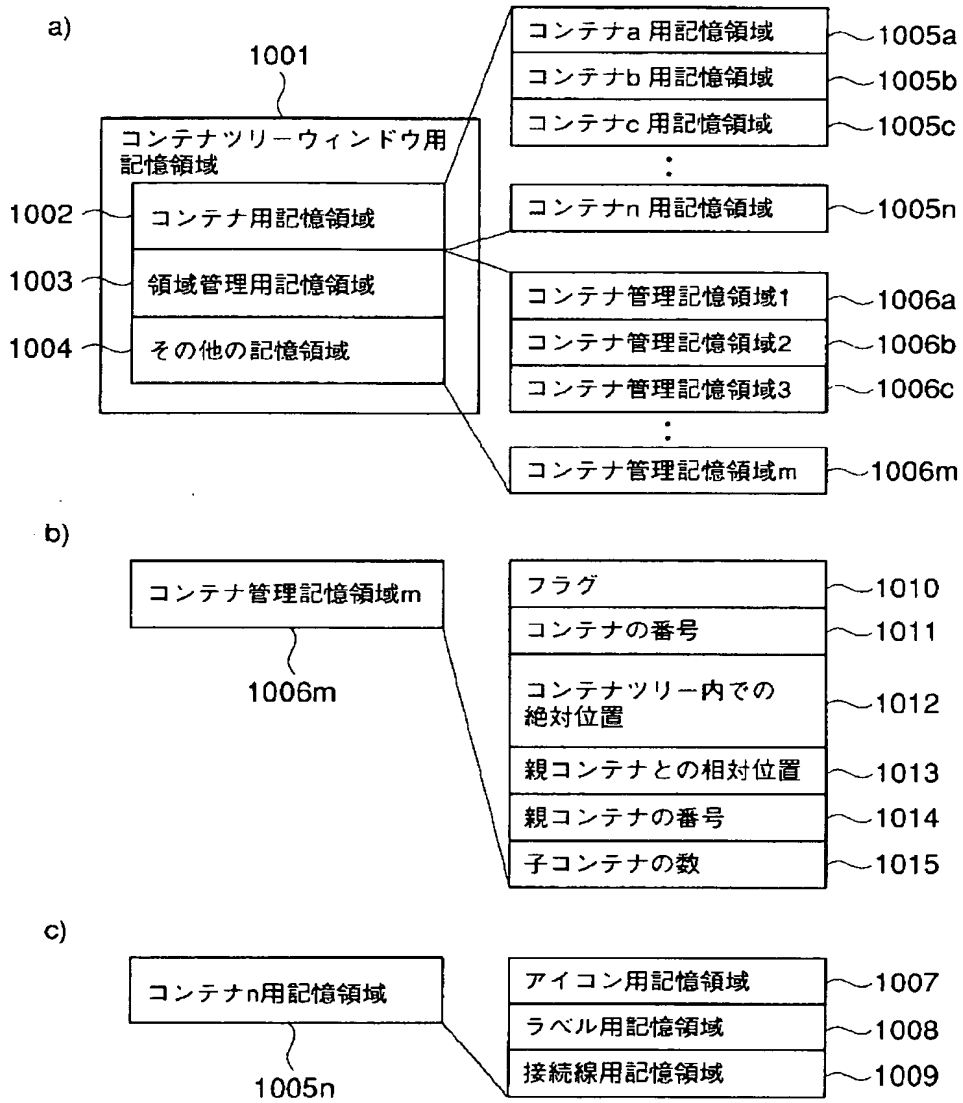 a)
1001
コンテナツリーウィンドウ用
記憶領域
1002
コンテナ用記憶領域
1003
領域管理用記憶領域
1004
その他の記憶領域
コンテナa 用記憶領域
1005a
コンテナb 用記憶領域
1005b
コンテナc 用記憶領域
1005c
コンテナn 用記憶領域
1005n
コンテナ管理記憶領域1
1006a
コンテナ管理記憶領域2
1006b
コンテナ管理記憶領域3
1006c
コンテナ管理記憶領域m
1006m
b)
コンテナ管理記憶領域m
1006m
フラグ
1010
コンテナの番号
1011
コンテナツリー内での
絶対位置
1012
親コンテナとの相対位置
1013
親コンテナの番号
1014
子コンテナの数
1015
c)
コンテナn用記憶領域
1005n
アイコン用記憶領域
1007
ラベル用記憶領域
1008
接続線用記憶領域
1009